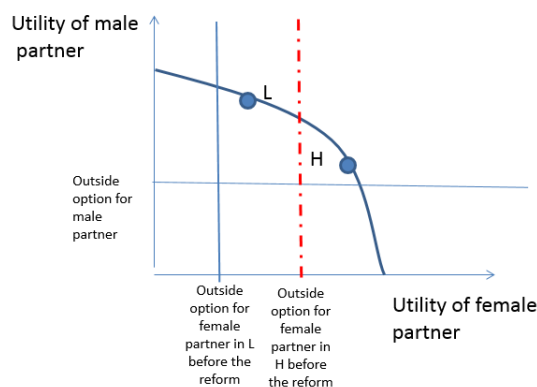 Utility of male
partner
L
H
Outside
option for
male
partner
Outside
option for
female
partner in L
before the
reform
Outside
option for
female
partner in
H before
the reform
Utility of female
partner